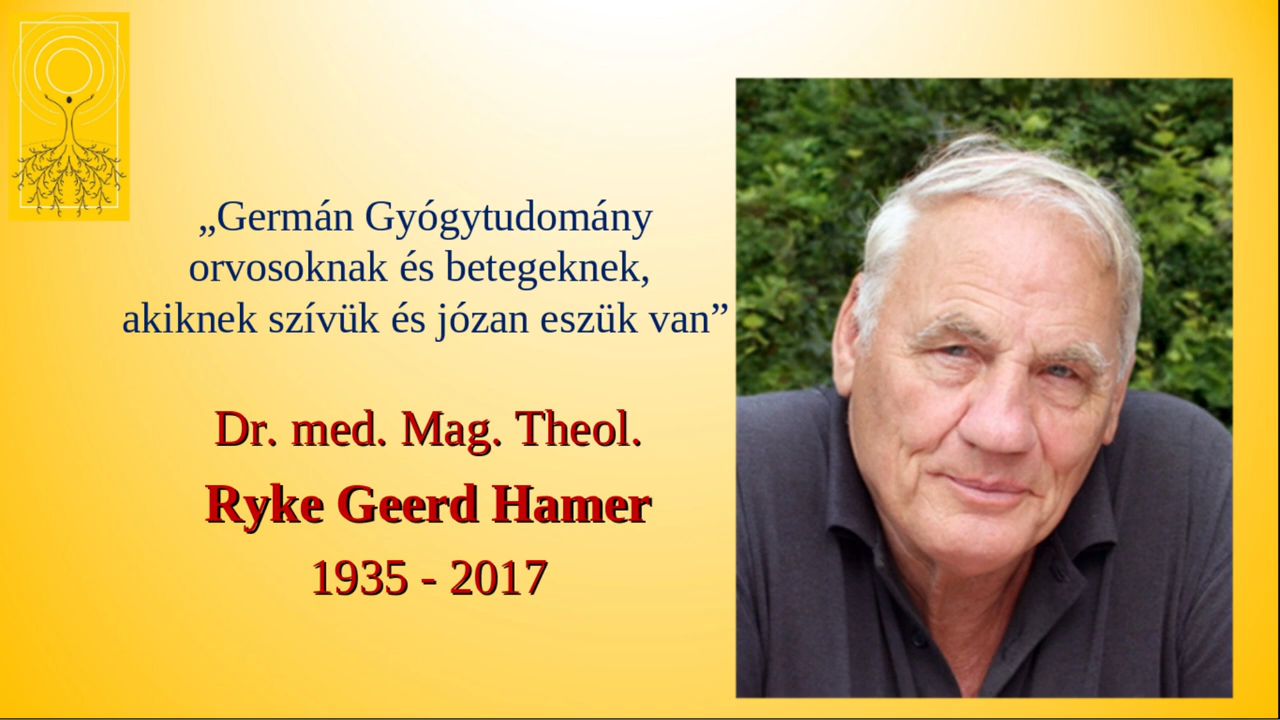 „Germán Gyógytudomány
orvosoknak és betegeknek,
akiknek szívük és józan eszük van”
Dr. med. Mag. Theol.
Ryke Geerd Hamer
1935 - 2017